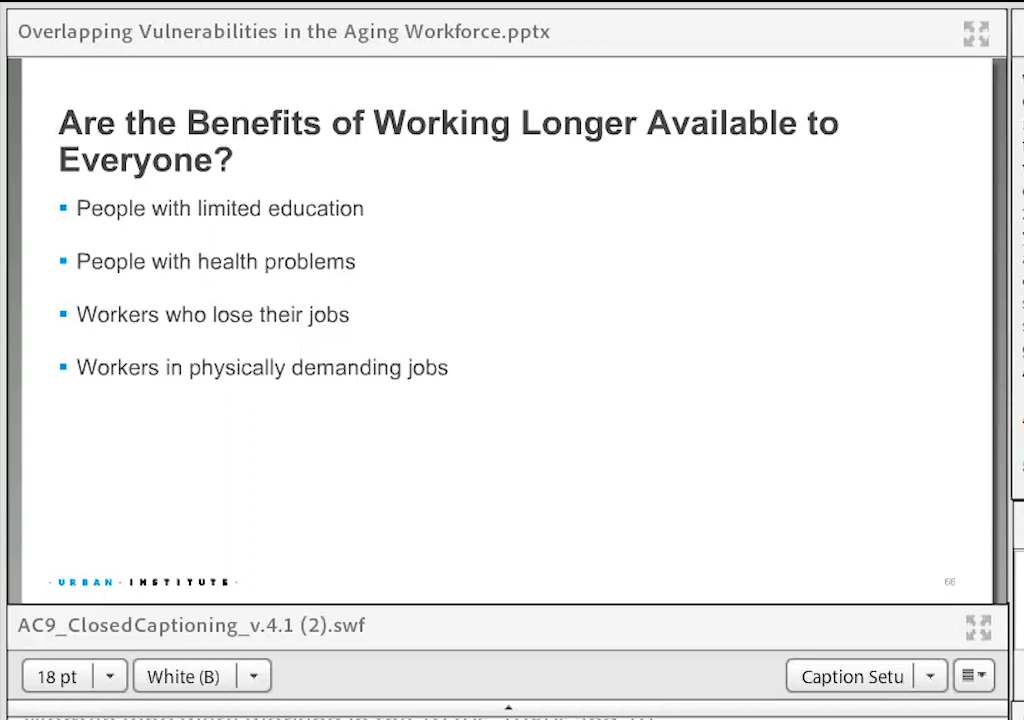 Overlapping Vulnerabilities in the Aging Workforce.pptx
Are the Benefits of Working Longer Available to
Everyone?
People with limited education
People with health problems
Workers who lose their jobs
Workers in physically demanding jobs
URBAN INSTITUTE
66
AC9_ClosedCaptioning_v.4.1 (2).swf
18 pt
White (B)
Caption Setu